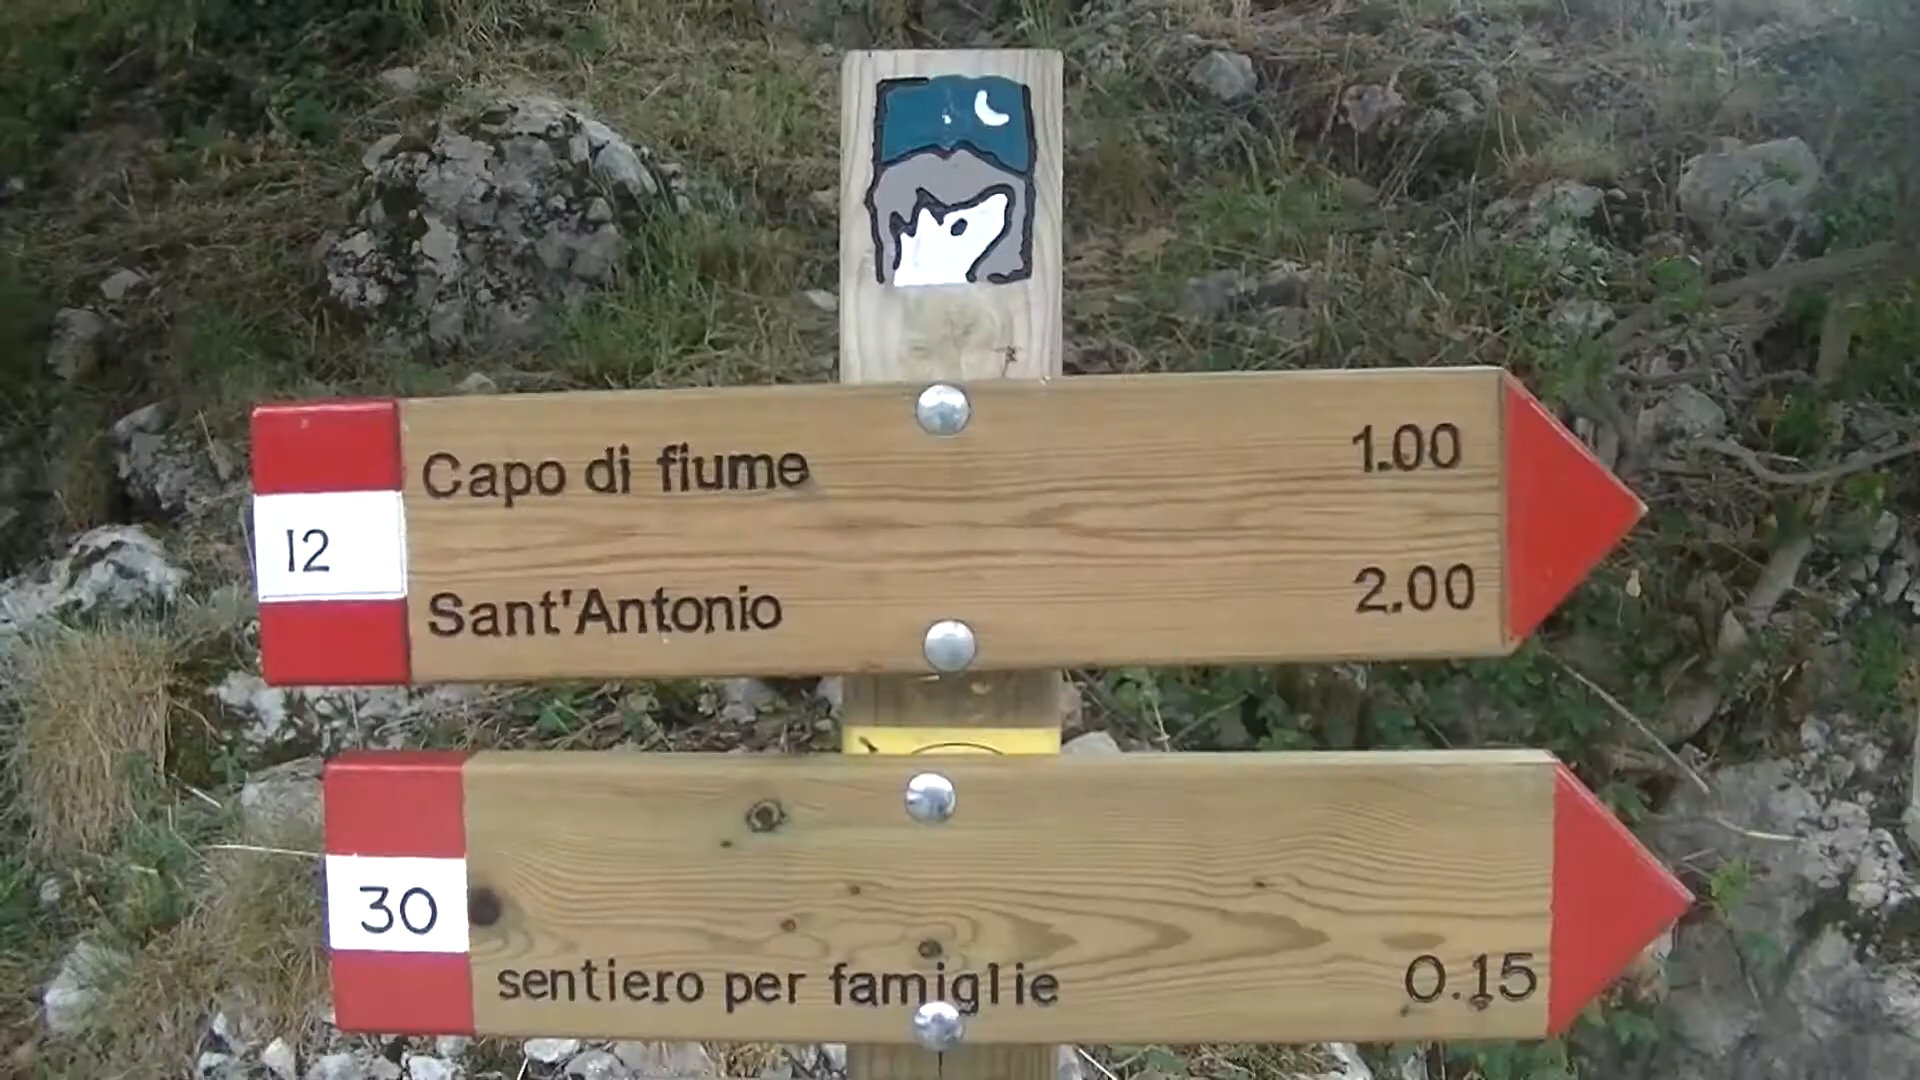 Capo di fiume 1.00
12
Sant'Antonio 2.00
30
sentiero per famiglie 0.15